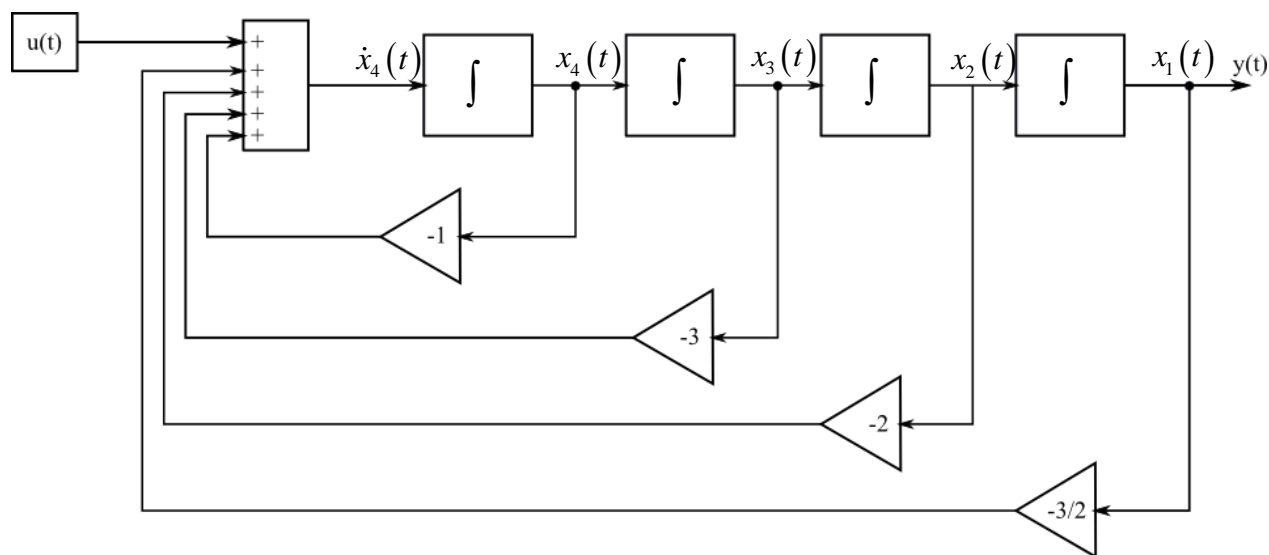 u(t)
+
+
+
+
+
ẋ₄(t)
∫
x₄(t)
∫
x₃(t)
∫
x₂(t)
∫
x₁(t)
y(t)
-1
-3
-2
-3/2